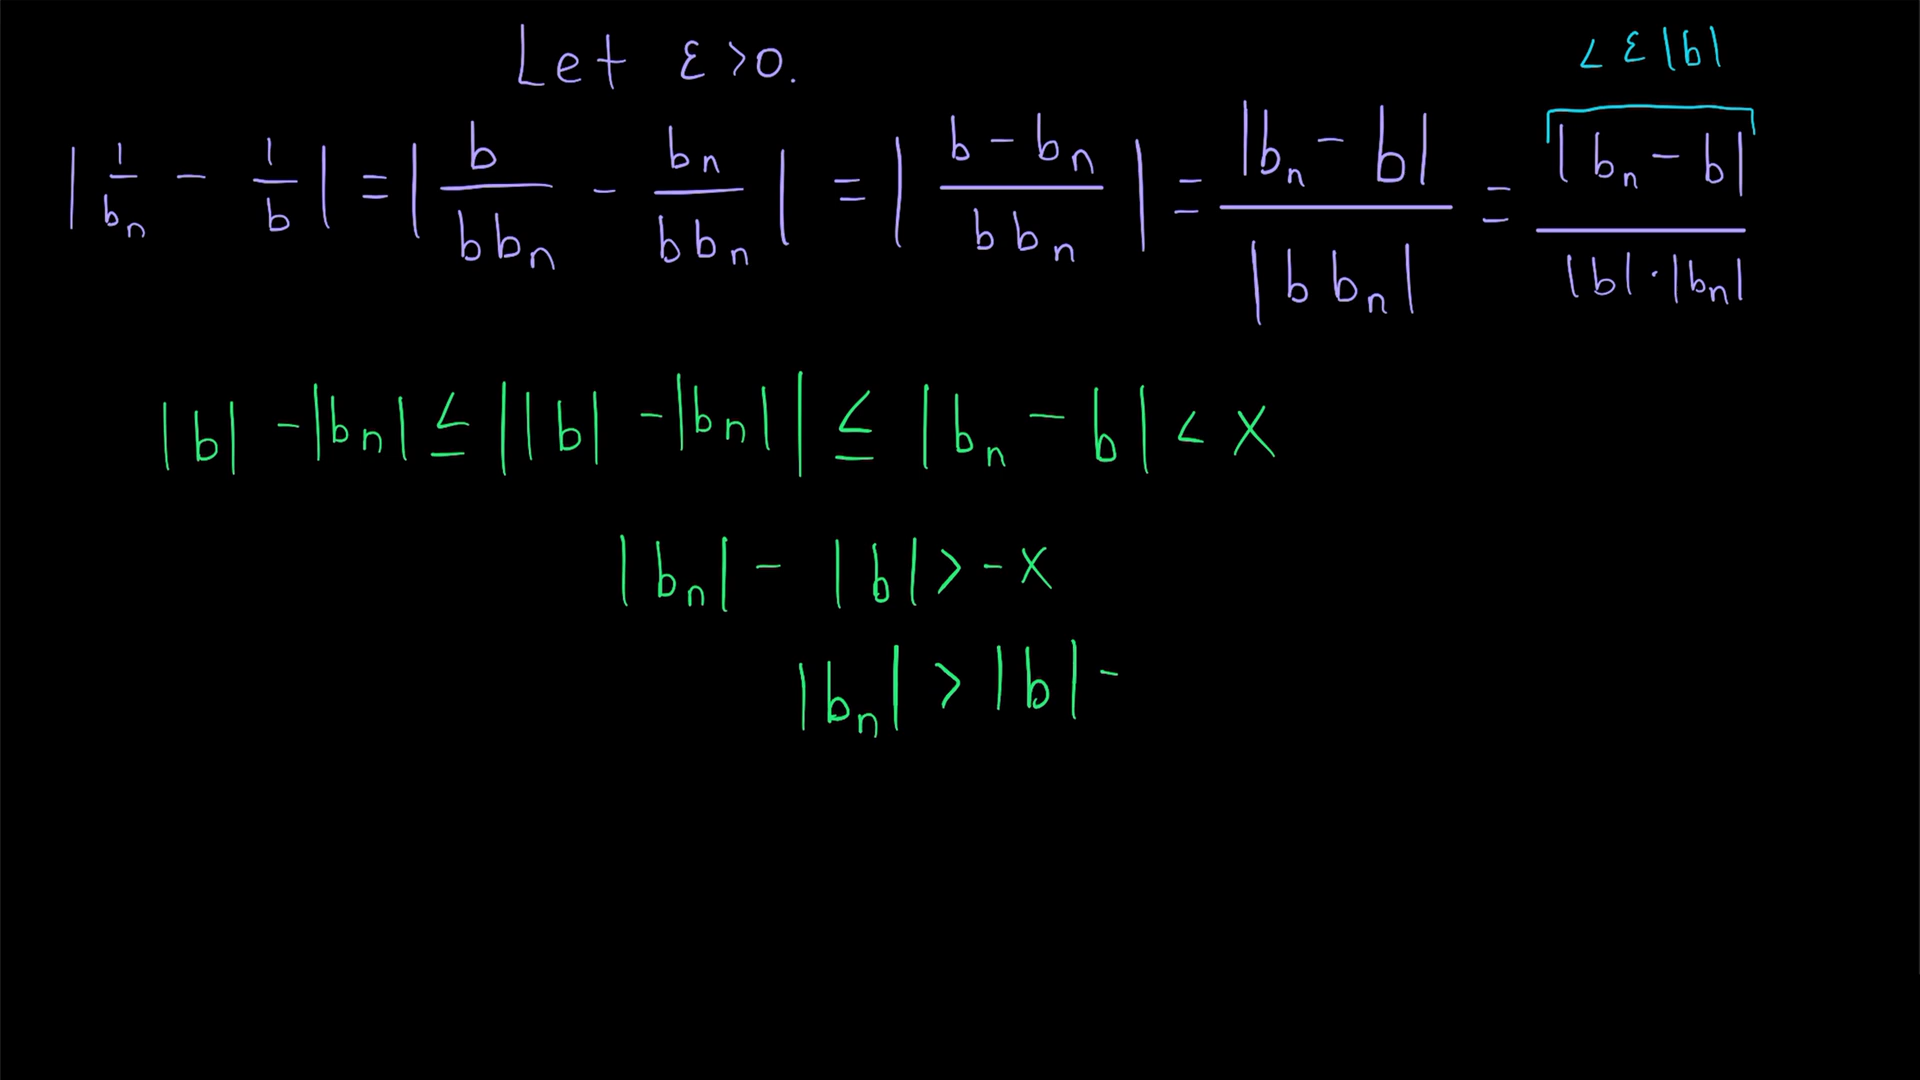 Let ε>0.
< ε|b|
|1/bₙ - 1/b| = |b/bbₙ - bₙ/bbₙ| = |b - bₙ/bbₙ| = |bₙ - b|/|bbₙ| = |bₙ - b|/|b|·|bₙ|
|b| - |bₙ| ≤ ||b| - |bₙ|| ≤ |bₙ - b| < x
|bₙ| - |b| > - x
|bₙ| > |b| -